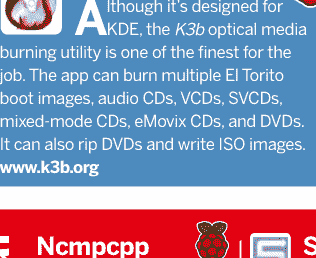 Although it's designed for
KDE, the K3b optical media
burning utility is one of the finest for the
job. The app can burn multiple El Torito
boot images, audio CDs, VCDs, SVCDs,
mixed-mode CDs, eMovix CDs, and DVDs.
It can also rip DVDs and write ISO images.
www.k3b.org
Ncmpcpp